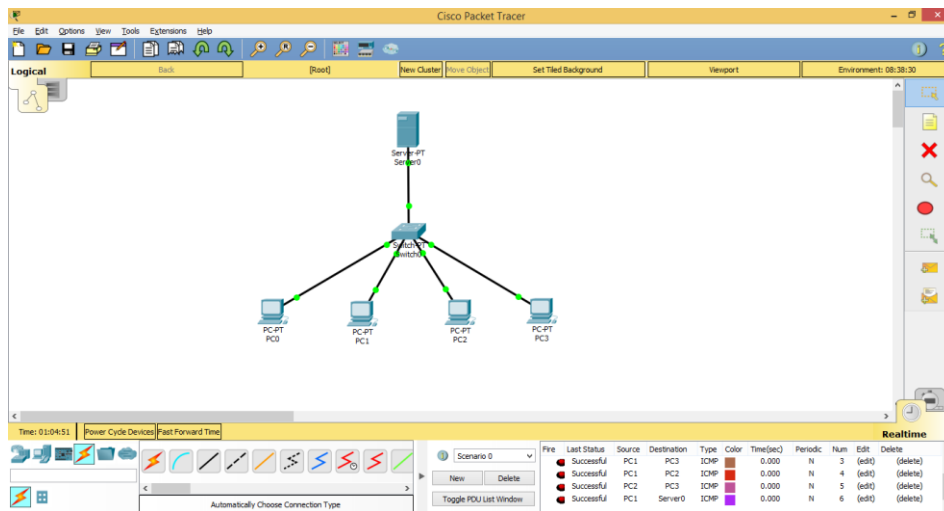 Cisco Packet Tracer
File Edit Options View Tools Extensions Help
Logical Back [Root] New Cluster Move Object Set Tiled Background Viewport Environment: 08:38:30
Server-PT
Server0
Switch-PT
Switch0
PC-PT
PC0
PC-PT
PC1
PC-PT
PC2
PC-PT
PC3
Time: 01:04:51 Power Cycle Devices Fast Forward Time Realtime
Scenario 0
New Delete
Toggle PDU List Window
Automatically Choose Connection Type
Fire Last Status Source Destination Type Color Time(sec) Periodic Num Edit Delete
Successful PC1 PC3 ICMP 0.000 N 3 (edit) (delete)
Successful PC1 PC2 ICMP 0.000 N 4 (edit) (delete)
Successful PC2 PC3 ICMP 0.000 N 5 (edit) (delete)
Successful PC1 Server0 ICMP 0.000 N 6 (edit) (delete)